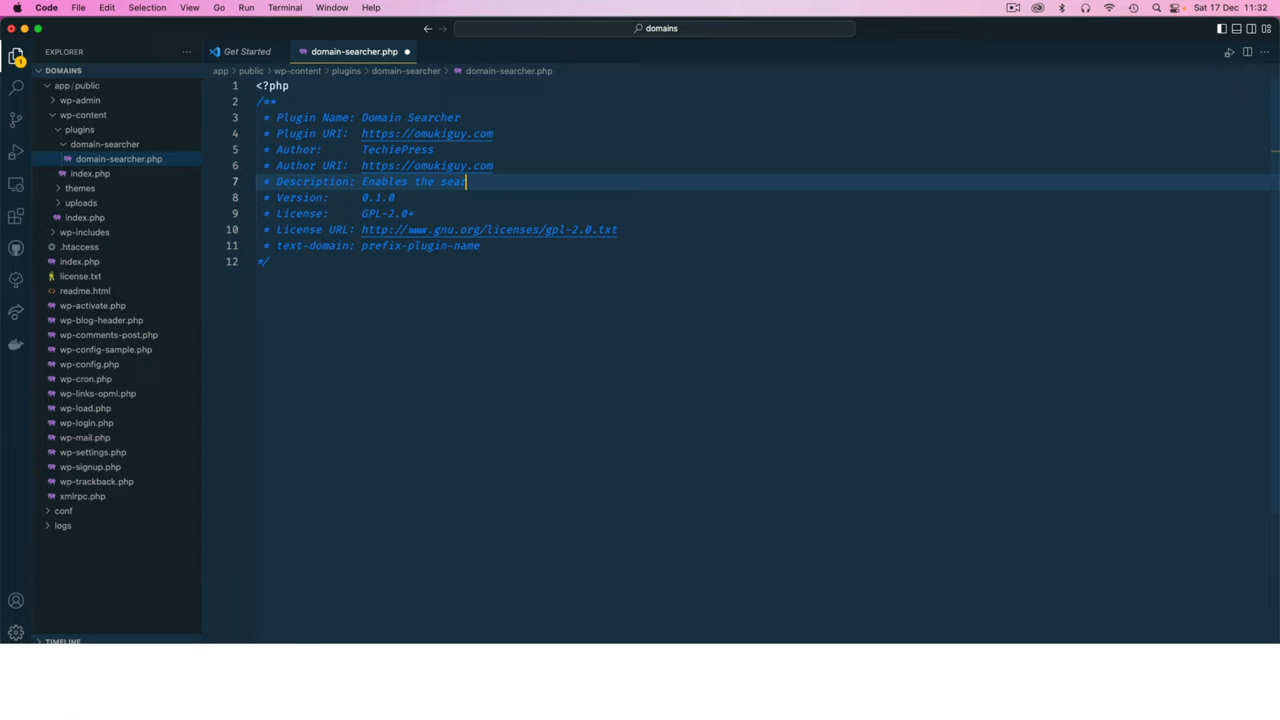 Code File Edit Selection View Go Run Terminal Window Help Sat 17 Dec 11:32
domains
EXPLORER
Get Started
domain-searcher.php
DOMAINS
app > public > wp-content > plugins > domain-searcher > domain-searcher.php
app / public
wp-admin
wp-content
plugins
domain-searcher
domain-searcher.php
index.php
themes
uploads
index.php
wp-includes
.htaccess
index.php
license.txt
readme.html
wp-activate.php
wp-blog-header.php
wp-comments-post.php
wp-config-sample.php
wp-config.php
wp-cron.php
wp-links-opml.php
wp-load.php
wp-login.php
wp-mail.php
wp-settings.php
wp-signup.php
wp-trackback.php
xmlrpc.php
conf
logs
TIMELINE
1
1 <?php
2 /**
3 * Plugin Name: Domain Searcher
4 * Plugin URI: https://omukiguy.com
5 * Author: TechiePress
6 * Author URI: https://omukiguy.com
7 * Description: Enables the sear
8 * Version: 0.1.0
9 * License: GPL-2.0+
10 * License URL: http://www.gnu.org/licenses/gpl-2.0.txt
11 * text-domain: prefix-plugin-name
12 */